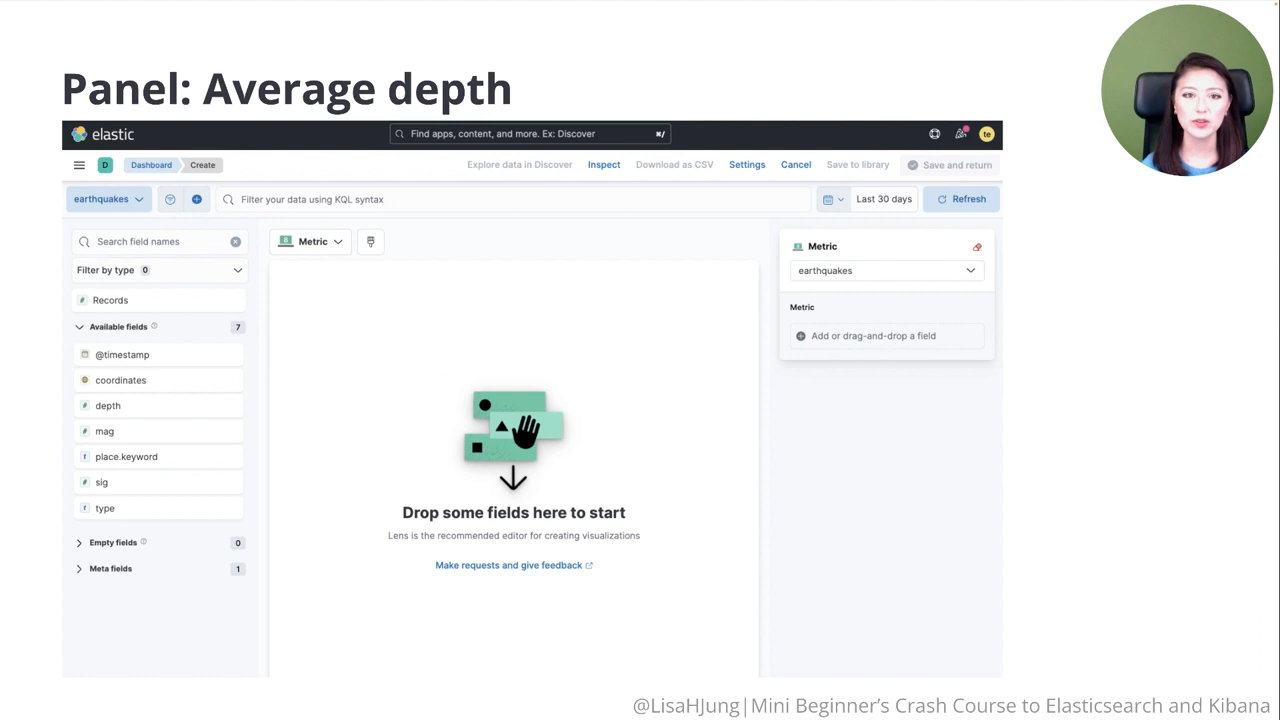 Panel: Average depth
elastic
Find apps, content, and more. Ex: Discover
⌘/
te
D
Dashboard
Create
Explore data in Discover
Inspect
Download as CSV
Settings
Cancel
Save to library
Save and return
earthquakes
Filter your data using KQL syntax
Last 30 days
Refresh
Search field names
Metric
Metric
Filter by type 0
earthquakes
Records
Available fields 7
Metric
@timestamp
Add or drag-and-drop a field
coordinates
depth
mag
place.keyword
sig
type
Drop some fields here to start
Lens is the recommended editor for creating visualizations
Empty fields 0
Make requests and give feedback
Meta fields 1
@LisaHJung|Mini Beginner's Crash Course to Elasticsearch and Kibana